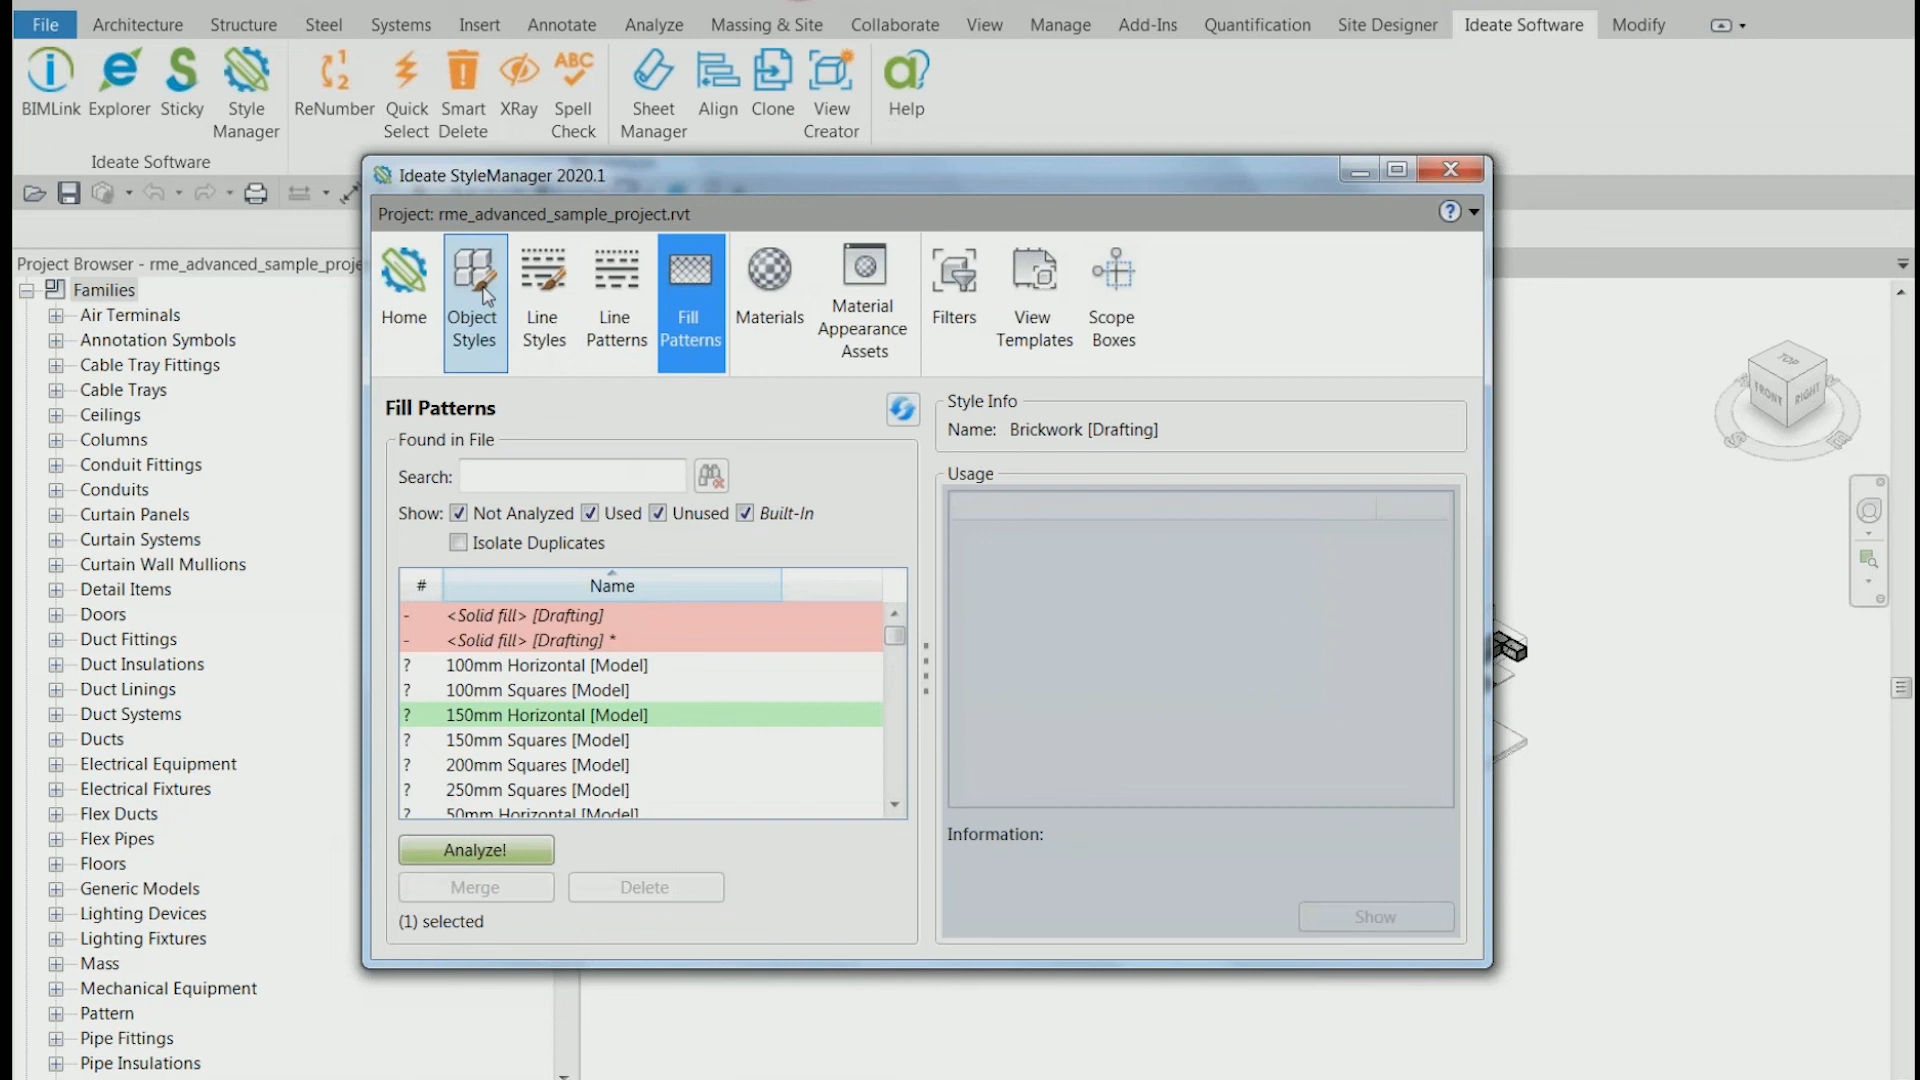 File Architecture Structure Steel Systems Insert Annotate Analyze Massing & Site Collaborate View Manage Add-Ins Quantification Site Designer Ideate Software Modify
BIMLink Explorer Sticky Style Manager ReNumber Quick Select Smart Delete XRay ABC Spell Check Sheet Manager Align Clone View Creator Help
Ideate Software
Ideate StyleManager 2020.1
Project: rme_advanced_sample_project.rvt
Home
Object Styles
Line Styles
Line Patterns
Fill Patterns
Materials
Material Appearance Assets
Filters
View Templates
Scope Boxes
Fill Patterns
Found in File
Search:
Show: Not Analyzed Used Unused Built-In
Isolate Duplicates
# Name
- <Solid fill> [Drafting]
- <Solid fill> [Drafting] *
? 100mm Horizontal [Model]
? 100mm Squares [Model]
? 150mm Horizontal [Model]
? 150mm Squares [Model]
? 200mm Squares [Model]
? 250mm Squares [Model]
? 50mm Horizontal [Model]
Analyze!
Merge Delete
(1) selected
Style Info
Name: Brickwork [Drafting]
Usage
Information:
Show
Project Browser - rme_advanced_sample_proje
Families
Air Terminals
Annotation Symbols
Cable Tray Fittings
Cable Trays
Ceilings
Columns
Conduit Fittings
Conduits
Curtain Panels
Curtain Systems
Curtain Wall Mullions
Detail Items
Doors
Duct Fittings
Duct Insulations
Duct Linings
Duct Systems
Ducts
Electrical Equipment
Electrical Fixtures
Flex Ducts
Flex Pipes
Floors
Generic Models
Lighting Devices
Lighting Fixtures
Mass
Mechanical Equipment
Pattern
Pipe Fittings
Pipe Insulations
TOP
FRONT
RIGHT
S
E